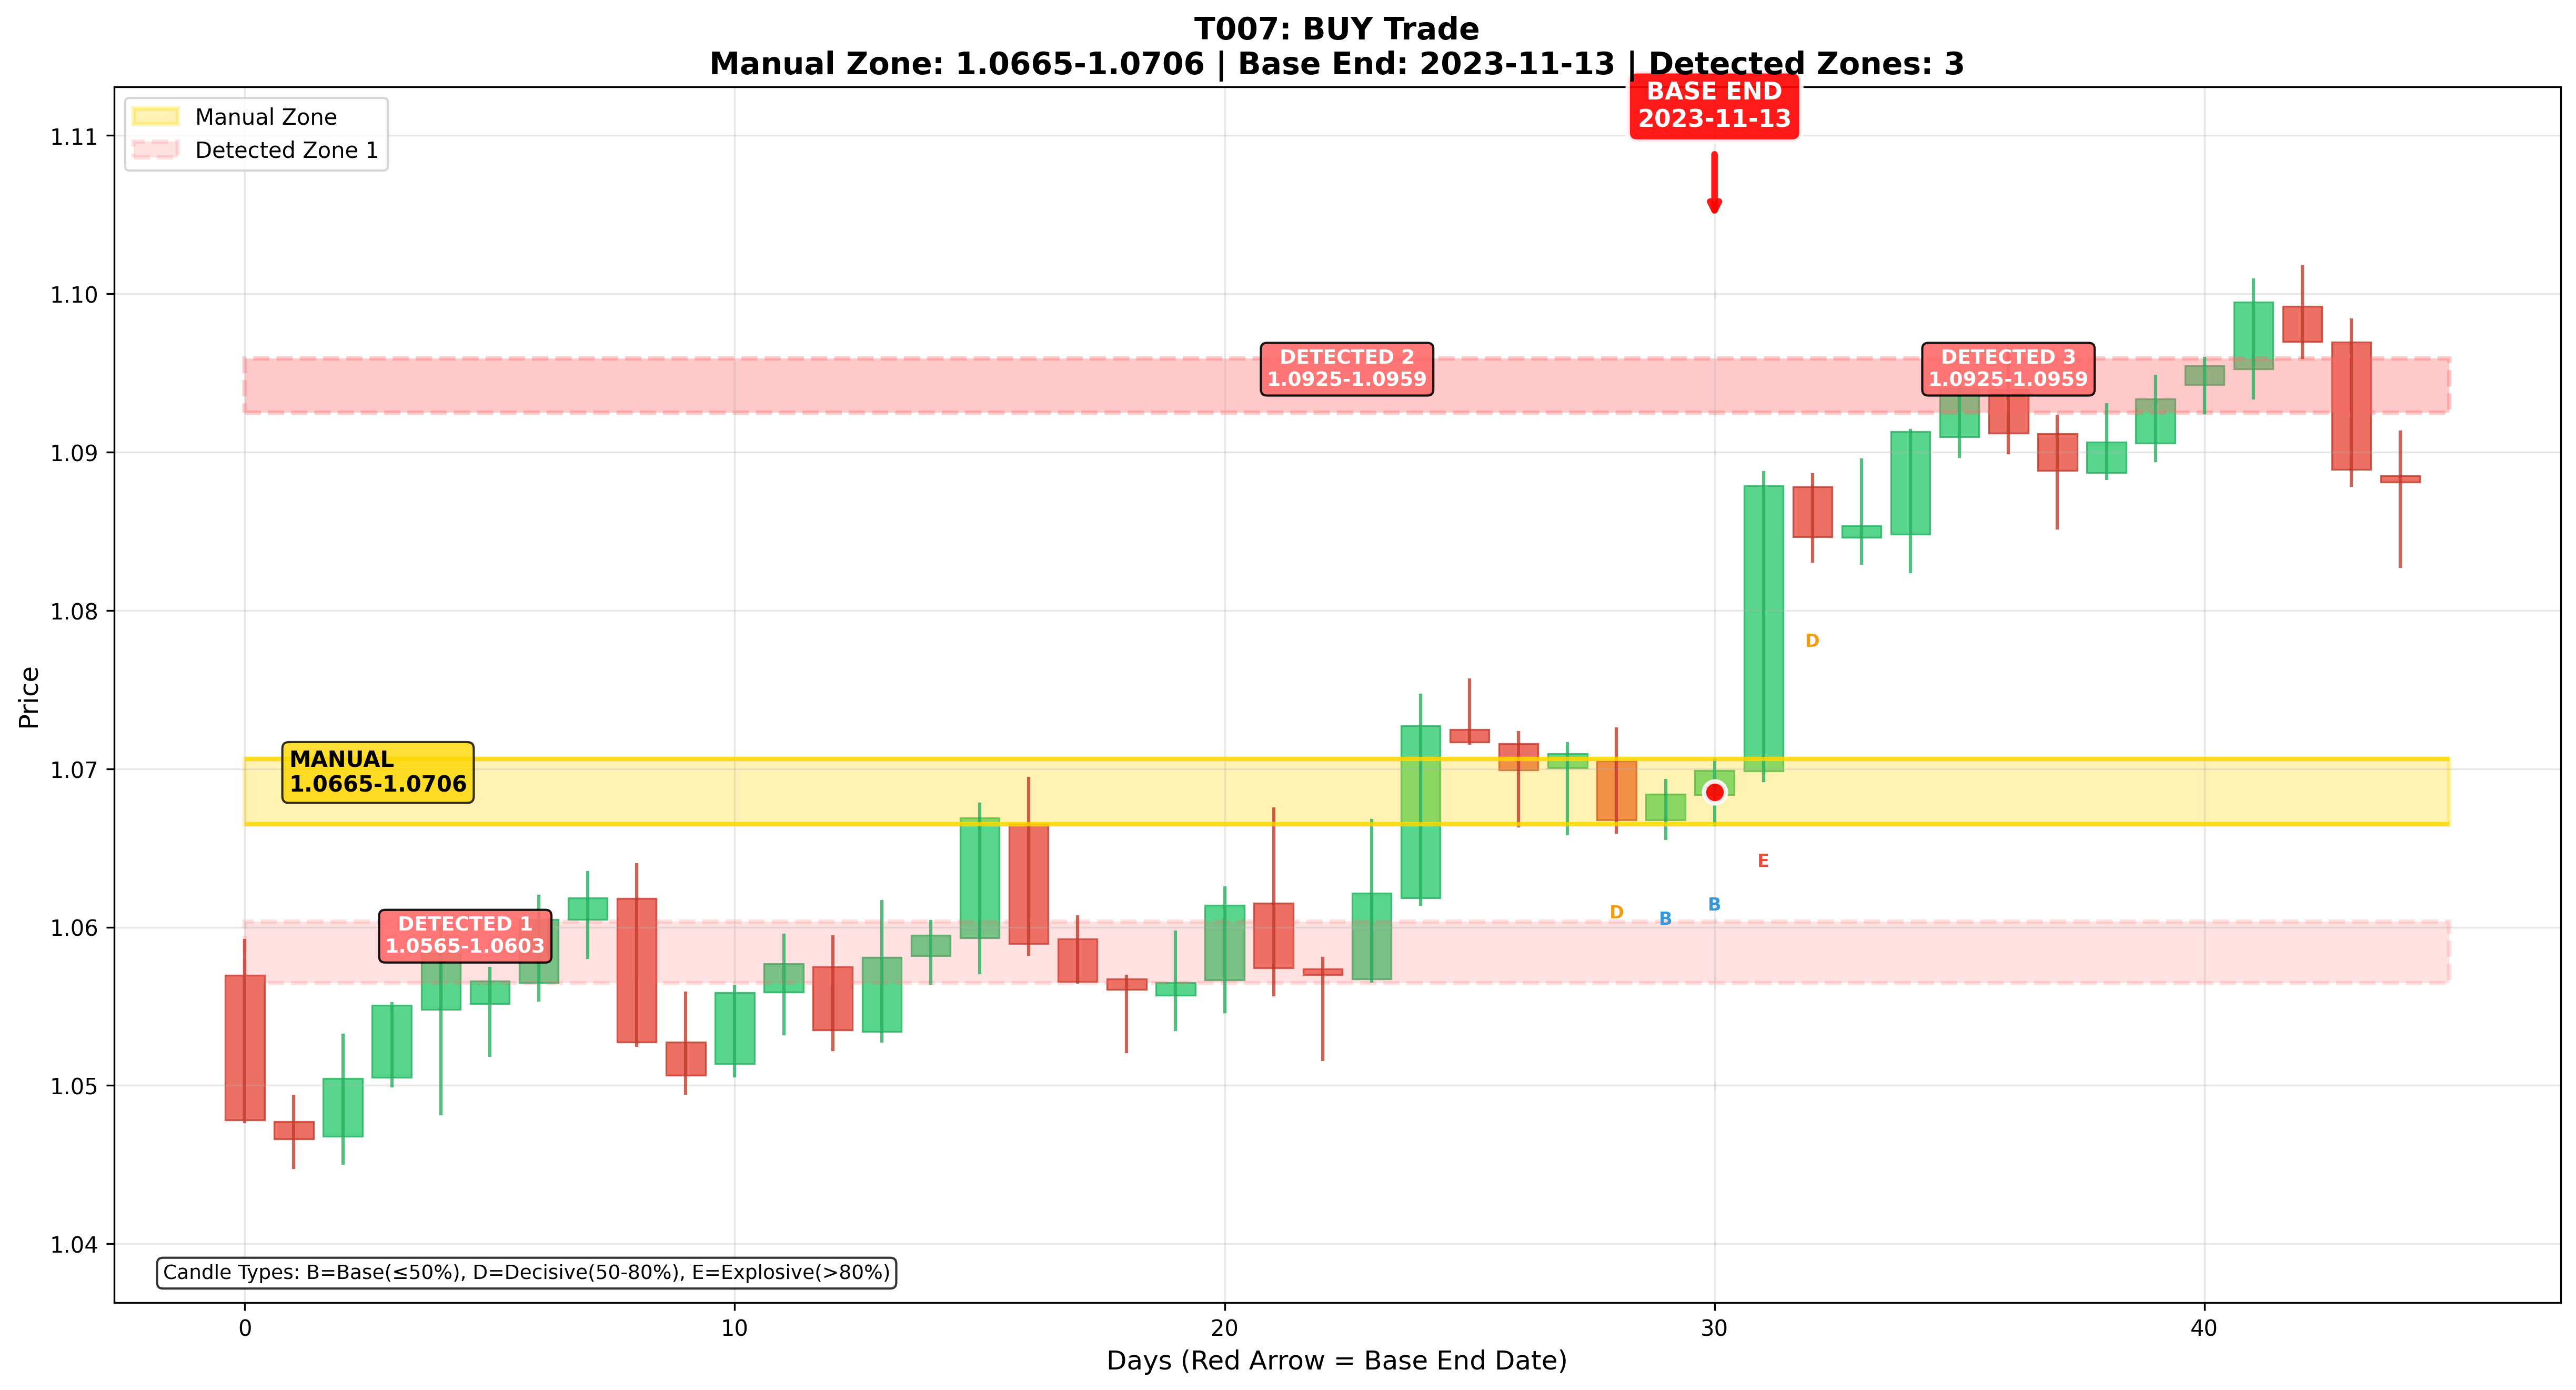 T007: BUY Trade
Manual Zone: 1.0665-1.0706 | Base End: 2023-11-13 | Detected Zones: 3
BASE END
2023-11-13
Manual Zone
Detected Zone 1
1.11
1.10
1.09
1.08
1.07
1.06
1.05
1.04
Price
DETECTED 2
1.0925-1.0959
DETECTED 3
1.0925-1.0959
D
MANUAL
1.0665-1.0706
E
D
B
B
DETECTED 1
1.0565-1.0603
Candle Types: B=Base(≤50%), D=Decisive(50-80%), E=Explosive(>80%)
0
10
20
30
40
Days (Red Arrow = Base End Date)